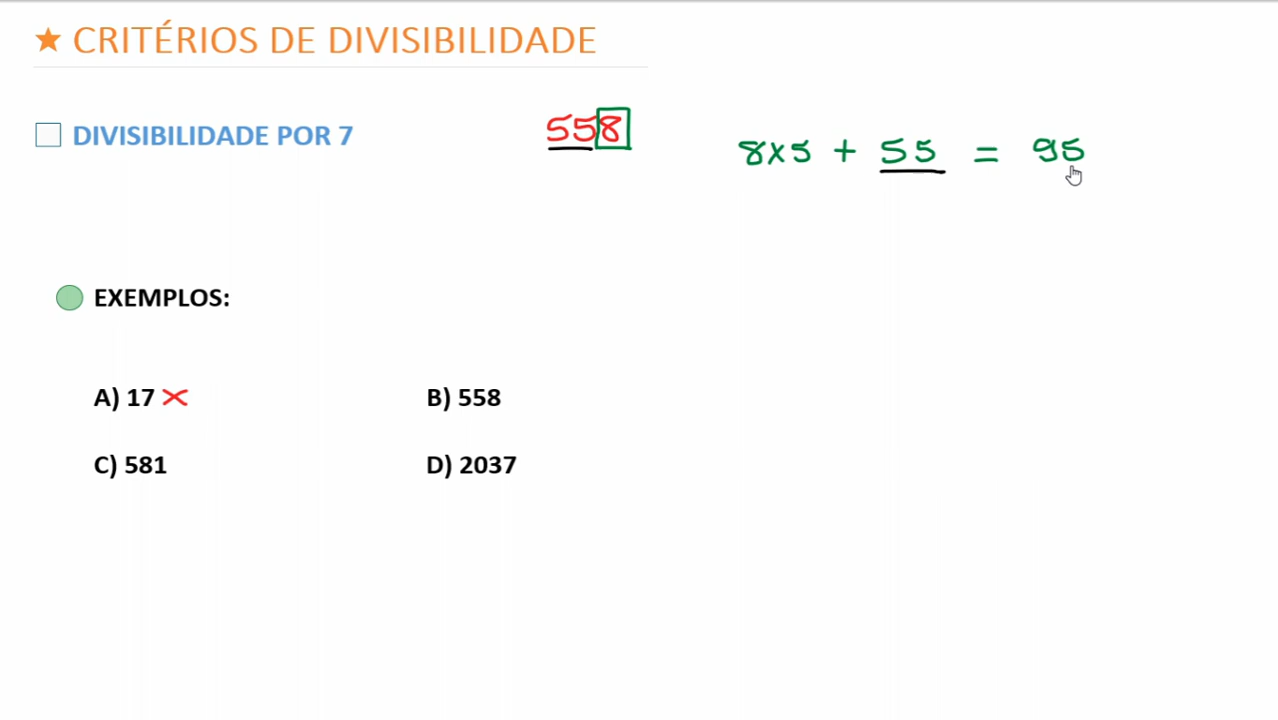 ★ CRITÉRIOS DE DIVISIBILIDADE
DIVISIBILIDADE POR 7
558
8x5 + 55 = 95
EXEMPLOS:
A) 17 ✗
B) 558
C) 581
D) 2037